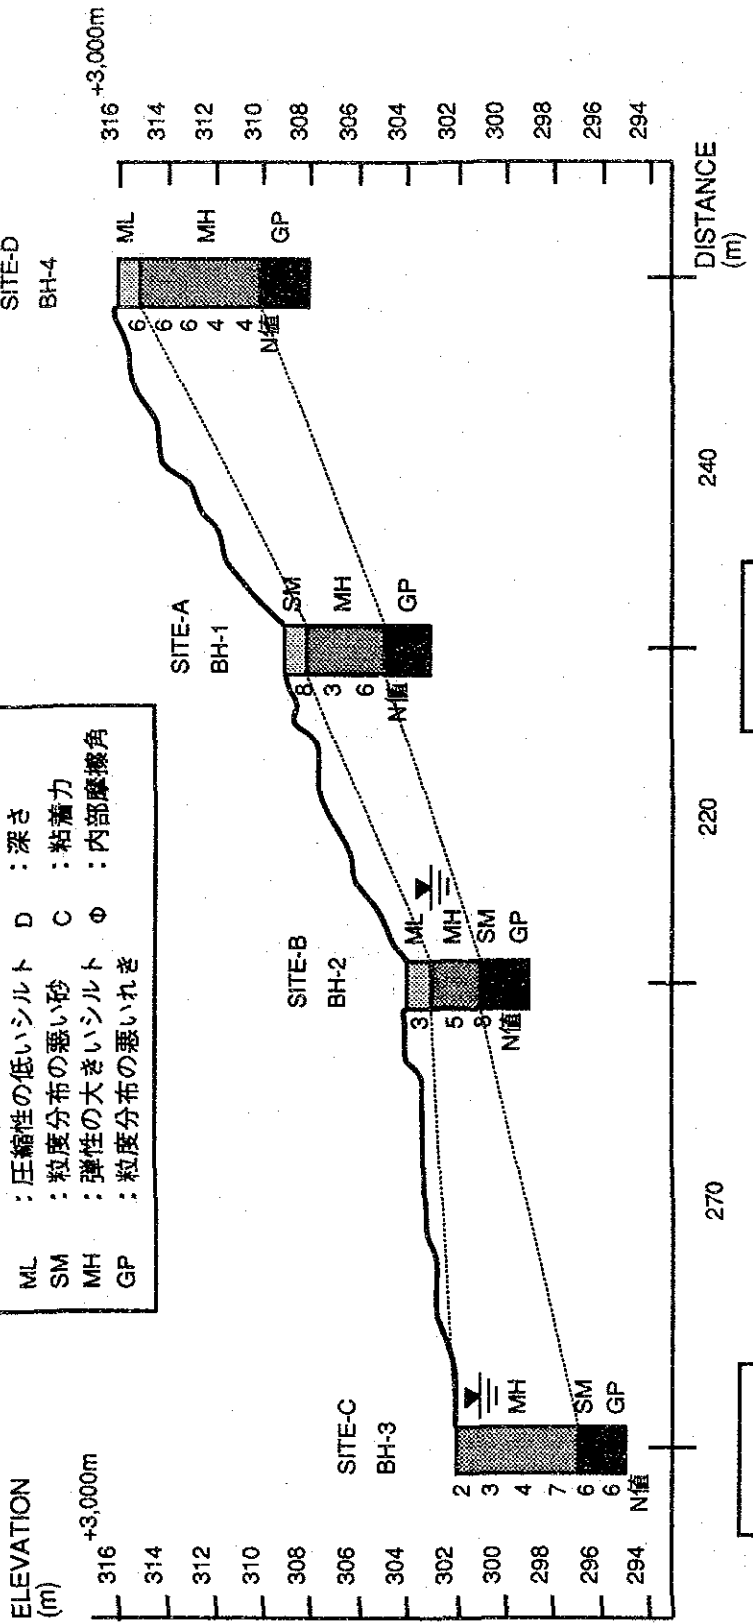 ELEVATION
(m)
+3,000m
316
314
312
310
308
306
304
302
300
298
296
294
ML : 圧縮性の低いシルト D : 深さ
SM : 粒度分布の悪い砂 C : 粘着力
MH : 弾性の大きいシルト Φ : 内部摩擦角
GP : 粒度分布の悪いれき
SITE-C
BH-3
2
3
4
7
6
6
N値
MH
SM
GP
SITE-B
BH-2
3
5
8
N値
ML
MH
SM
GP
SITE-A
BH-1
8
3
6
N値
SM
MH
GP
SITE-D
BH-4
6
6
6
4
4
N値
ML
MH
GP
+3,000m
316
314
312
310
308
306
304
302
300
298
296
294
270
220
240
DISTANCE
(m)